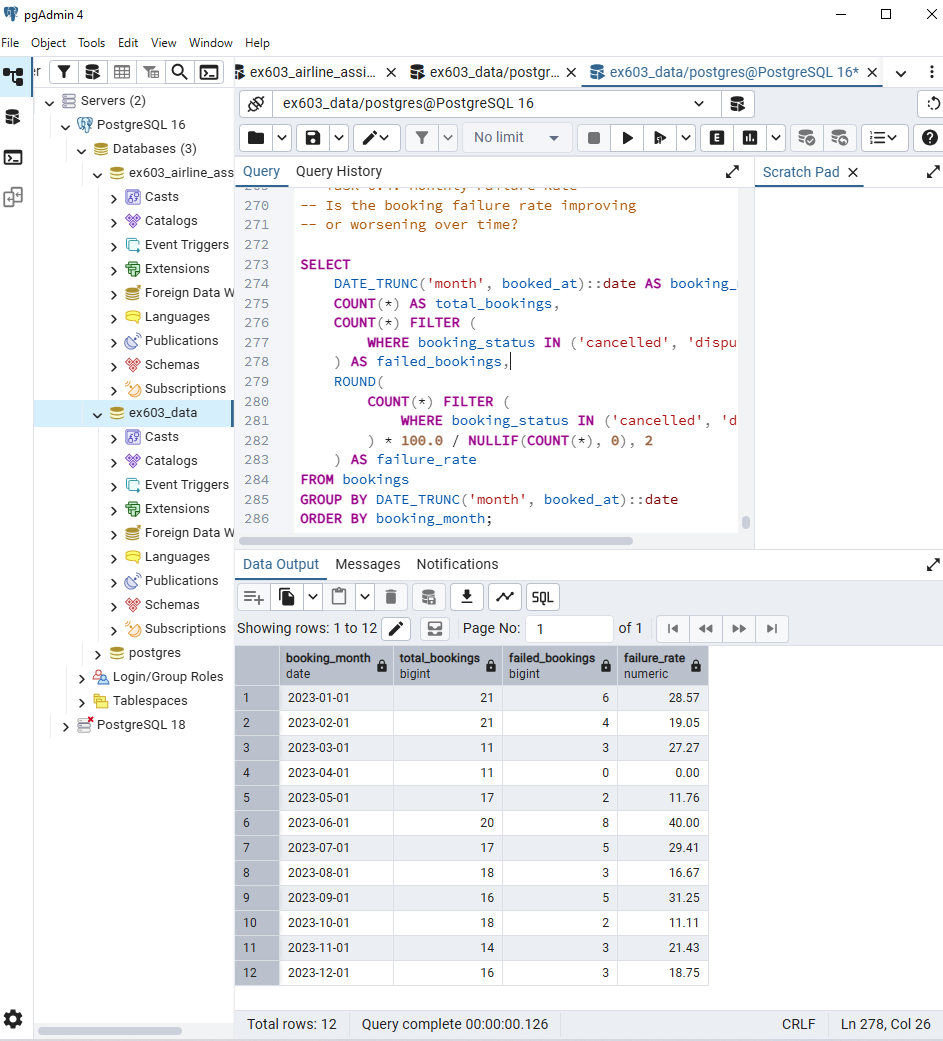 pgAdmin 4
File Object Tools Edit View Window Help
ex603_airline_assi... ex603_data/postgr... ex603_data/postgres@PostgreSQL 16*
ex603_data/postgres@PostgreSQL 16
No limit
Query Query History
Scratch Pad
Servers (2)
PostgreSQL 16
Databases (3)
ex603_airline_ass
Casts
Catalogs
Event Triggers
Extensions
Foreign Data W
Languages
Publications
Schemas
Subscriptions
ex603_data
Casts
Catalogs
Event Triggers
Extensions
Foreign Data W
Languages
Publications
Schemas
Subscriptions
postgres
Login/Group Roles
Tablespaces
PostgreSQL 18
270 -- Is the booking failure rate improving
271 -- or worsening over time?
272
273 SELECT
274 DATE_TRUNC('month', booked_at)::date AS booking_
275 COUNT(*) AS total_bookings,
276 COUNT(*) FILTER (
277 WHERE booking_status IN ('cancelled', 'dispu
278 ) AS failed_bookings,
279 ROUND(
280 COUNT(*) FILTER (
281 WHERE booking_status IN ('cancelled', 'd
282 ) * 100.0 / NULLIF(COUNT(*), 0), 2
283 ) AS failure_rate
284 FROM bookings
285 GROUP BY DATE_TRUNC('month', booked_at)::date
286 ORDER BY booking_month;
Data Output Messages Notifications
SQL
Showing rows: 1 to 12 Page No: 1 of 1
booking_month total_bookings failed_bookings failure_rate
date bigint bigint numeric
1 2023-01-01 21 6 28.57
2 2023-02-01 21 4 19.05
3 2023-03-01 11 3 27.27
4 2023-04-01 11 0 0.00
5 2023-05-01 17 2 11.76
6 2023-06-01 20 8 40.00
7 2023-07-01 17 5 29.41
8 2023-08-01 18 3 16.67
9 2023-09-01 16 5 31.25
10 2023-10-01 18 2 11.11
11 2023-11-01 14 3 21.43
12 2023-12-01 16 3 18.75
Total rows: 12 Query complete 00:00:00.126 CRLF Ln 278, Col 26